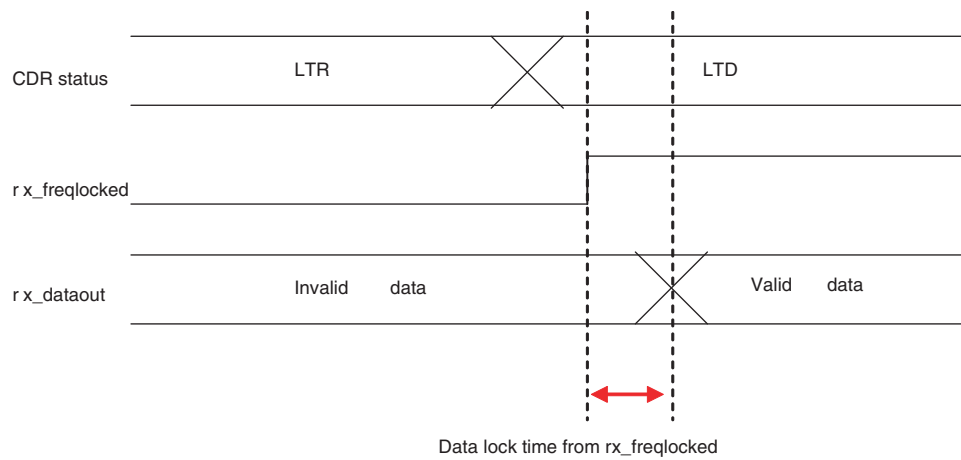 CDR status
LTR
LTD
r x_freqlocked
r x_dataout
Invalid data
Valid data
Data lock time from rx_freqlocked